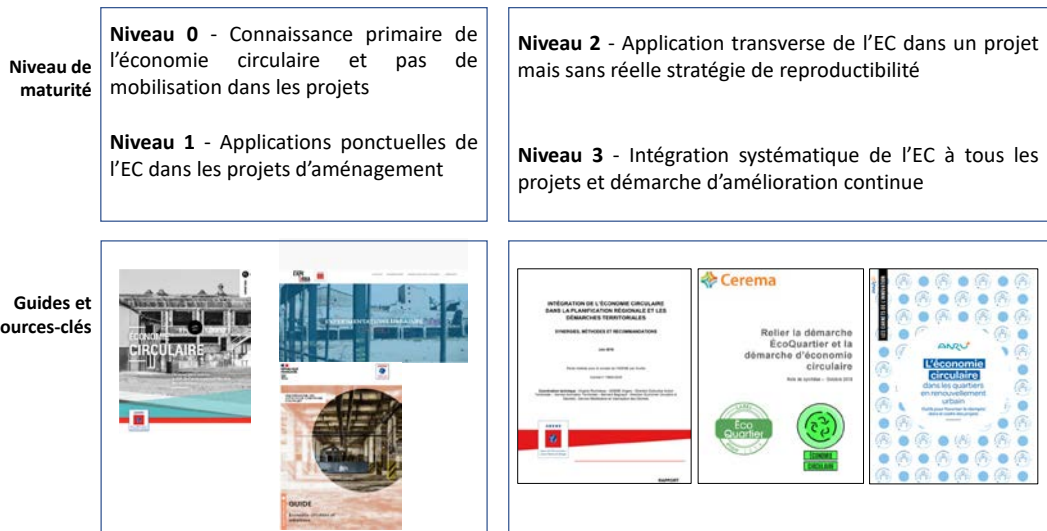 Niveau de
maturité
Niveau 0 - Connaissance primaire de
l’économie circulaire et pas de
mobilisation dans les projets
Niveau 1 - Applications ponctuelles de
l’EC dans les projets d’aménagement
Niveau 2 - Application transverse de l’EC dans un projet
mais sans réelle stratégie de reproductibilité
Niveau 3 - Intégration systématique de l’EC à tous les
projets et démarche d’amélioration continue
Guides et
ources-clés
ÉCONOMIE
CIRCULAIRE
GUIDE
INTÉGRATION DE L’ÉCONOMIE CIRCULAIRE
DANS LA PLANIFICATION RÉGIONALE ET LES
DÉMARCHES TERRITORIALES
SYNERGIES, MÉTHODES ET RECOMMANDATIONS
RAPPORT
Cerema
Relier la démarche
ÉcoQuartier et la
démarche d’économie
circulaire
Éco
Quartier
ÉCONOMIE
CIRCULAIRE
ANRU
L’économie
circulaire
dans les quartiers
en renouvellement
urbain